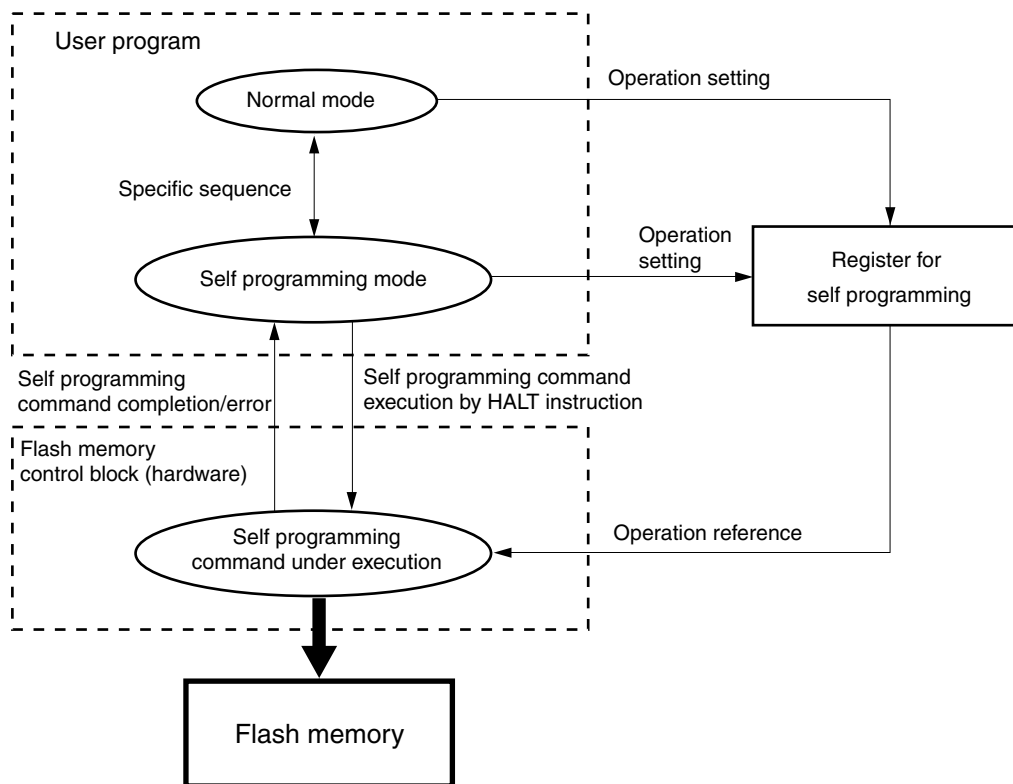 User program
Normal mode
Operation setting
Specific sequence
Operation
setting
Self programming mode
Register for
self programming
Self programming
command completion/error
Self programming command
execution by HALT instruction
Flash memory
control block (hardware)
Self programming
command under execution
Operation reference
Flash memory